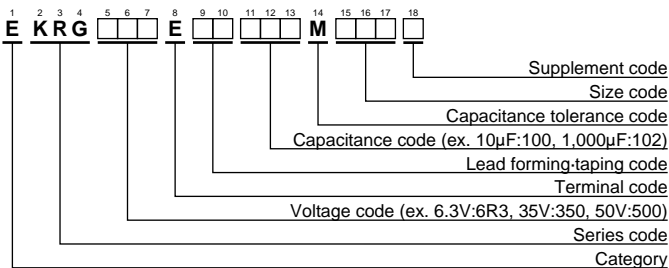 1 2 3 4 5 6 7 8 9 10 11 12 13 14 15 16 17 18
E KRG □□□ E □□ □□□ M □□□ □
Supplement code
Size code
Capacitance tolerance code
Capacitance code (ex. 10µF:100, 1,000µF:102)
Lead forming·taping code
Terminal code
Voltage code (ex. 6.3V:6R3, 35V:350, 50V:500)
Series code
Category